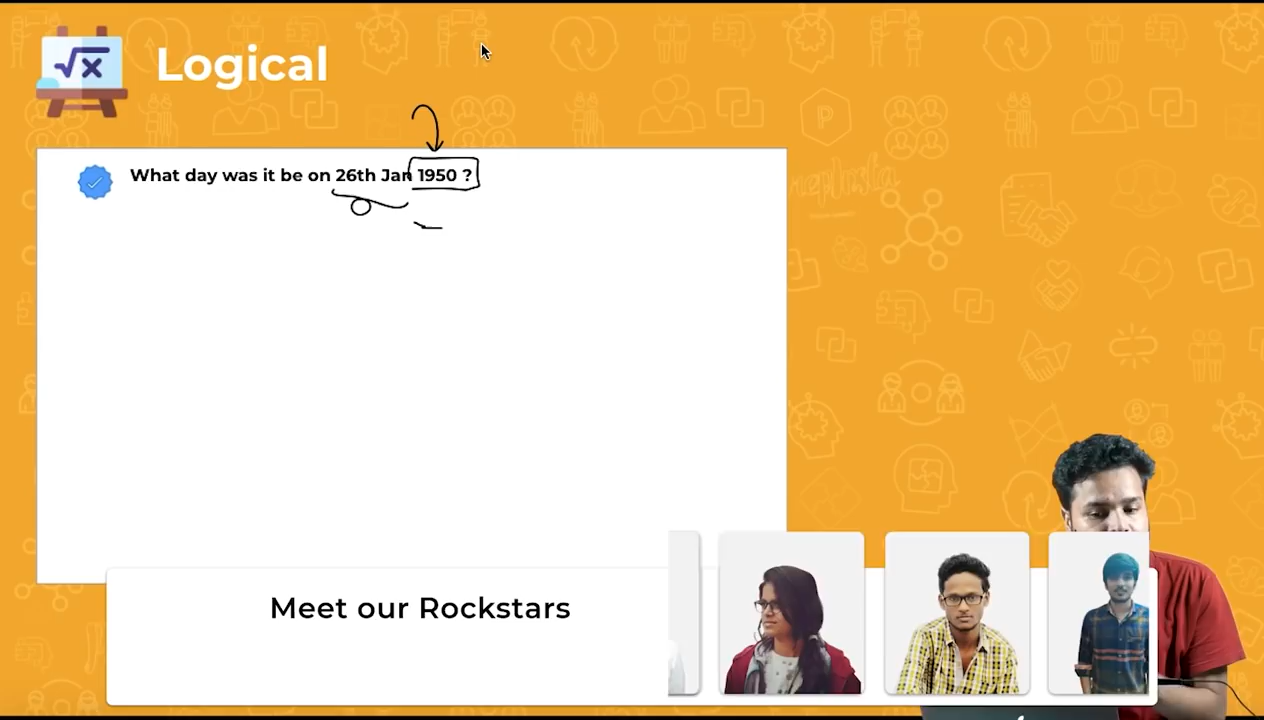 Logical
What day was it be on 26th Jan 1950 ?
Meet our Rockstars